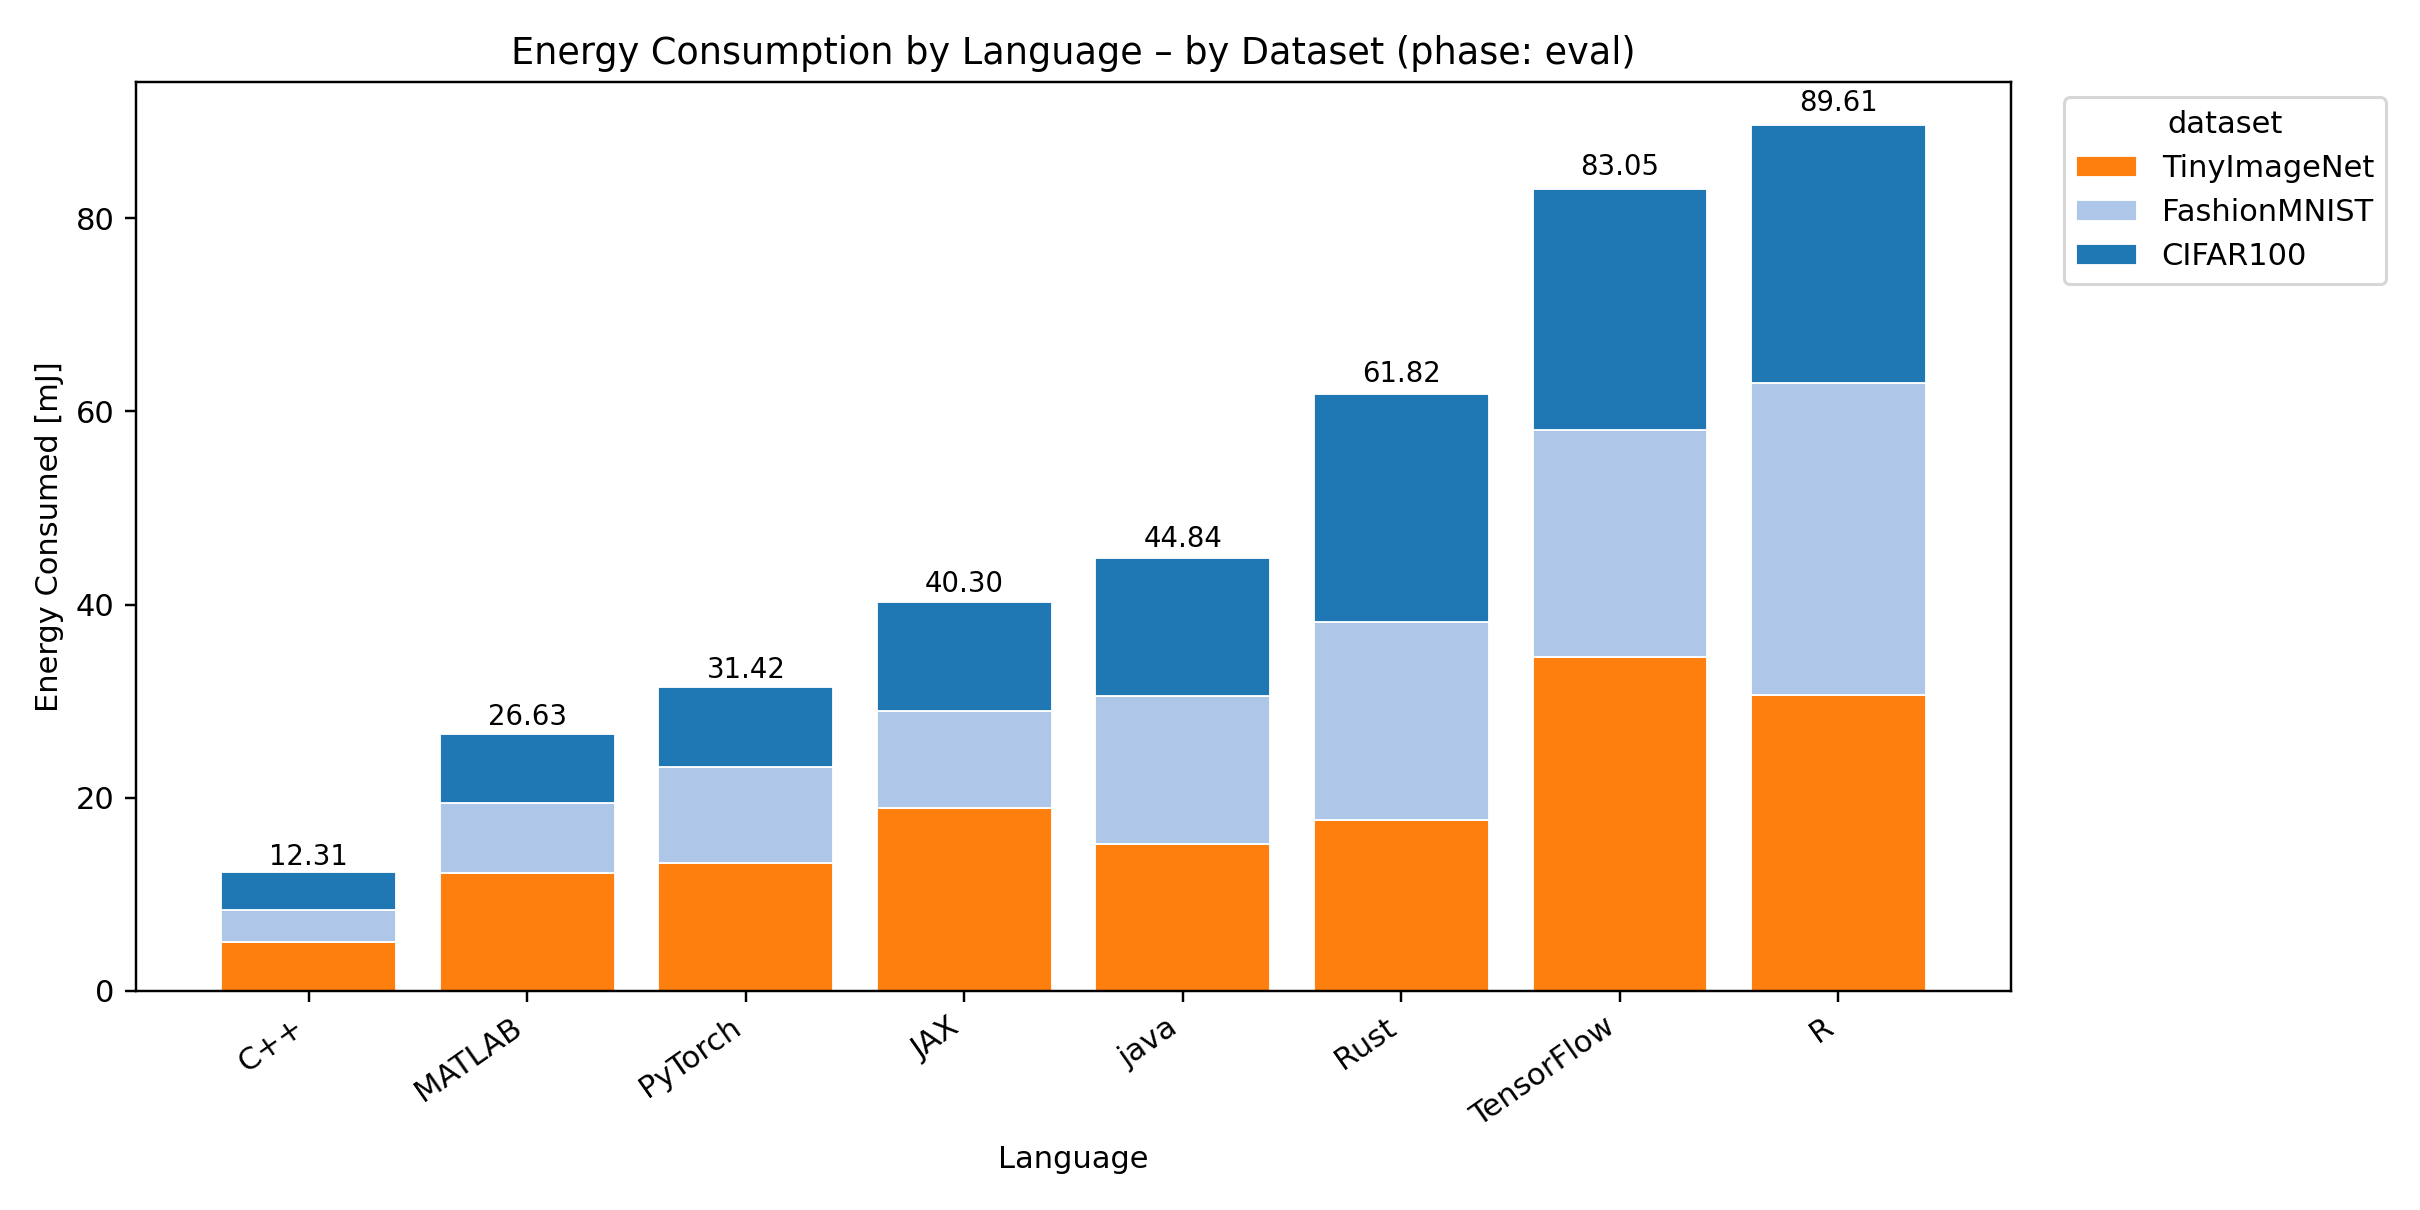 Energy Consumption by Language – by Dataset (phase: eval)
Energy Consumed [mJ]
80
60
40
20
0
12.31
26.63
31.42
40.30
44.84
61.82
83.05
89.61
C++
MATLAB
PyTorch
JAX
java
Rust
TensorFlow
R
Language
dataset
TinyImageNet
FashionMNIST
CIFAR100